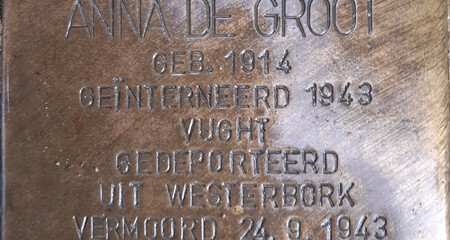 ANNA DE GROOT
GEB. 1914
GEÏNTERNEERD 1943
VUGHT
GEDEPORTEERD
UIT WESTERBORK
VERMOORD 24.9.1943